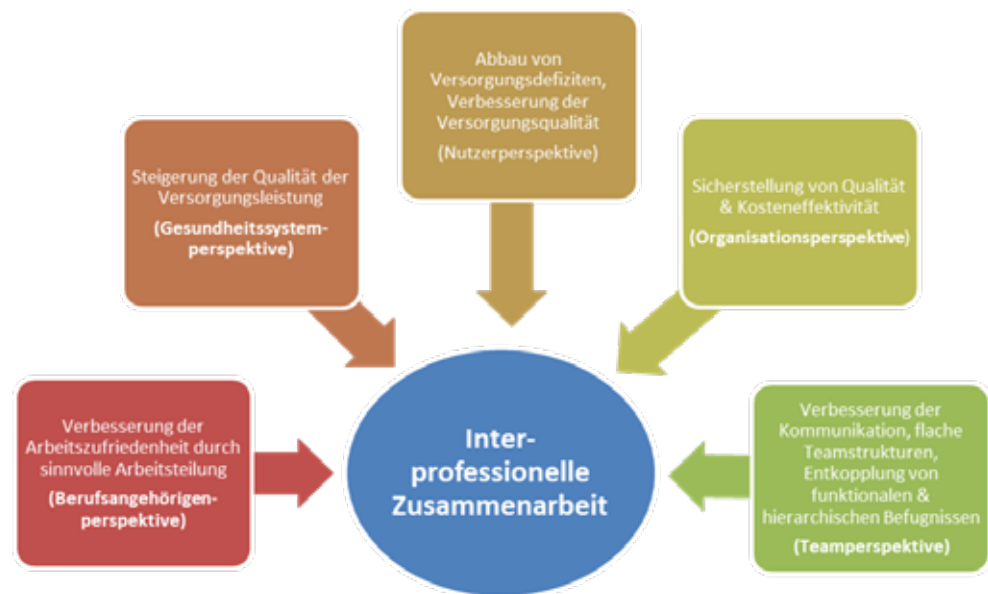 Verbesserung der
Arbeitszufriedenheit durch
sinnvolle Arbeitsteilung
(Berufsangehörigen-
perspektive)
Steigerung der Qualität der
Versorgungsleistung
(Gesundheitssystem-
perspektive)
Abbau von
Versorgungsdefiziten,
Verbesserung der
Versorgungsqualität
(Nutzerperspektive)
Sicherstellung von Qualität
& Kosteneffektivität
(Organisationsperspektive)
Verbesserung der
Kommunikation, flache
Teamstrukturen,
Entkopplung von
funktionalen &
hierarchischen Befugnissen
(Teamperspektive)
Inter-
professionelle
Zusammenarbeit